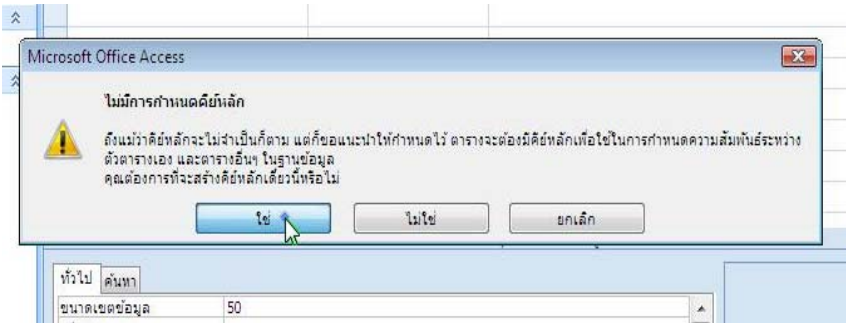 Microsoft Office Access
ไม่มีการกำหนดคีย์หลัก
ถึงแม้ว่าคีย์หลักจะไม่จำเป็นก็ตาม แต่ก็ขอแนะนำให้กำหนดไว้ ตารางจะต้องมีคีย์หลักเพื่อใช้ในการกำหนดความสัมพันธ์ระหว่าง
ตัวตารางเอง และตารางอื่นๆ ในฐานข้อมูล
คุณต้องการที่จะสร้างคีย์หลักเดี๋ยวนี้หรือไม่
ใช่ ไม่ใช่ ยกเลิก
ทั่วไป ค้นหา
ขนาดเขตข้อมูล 50